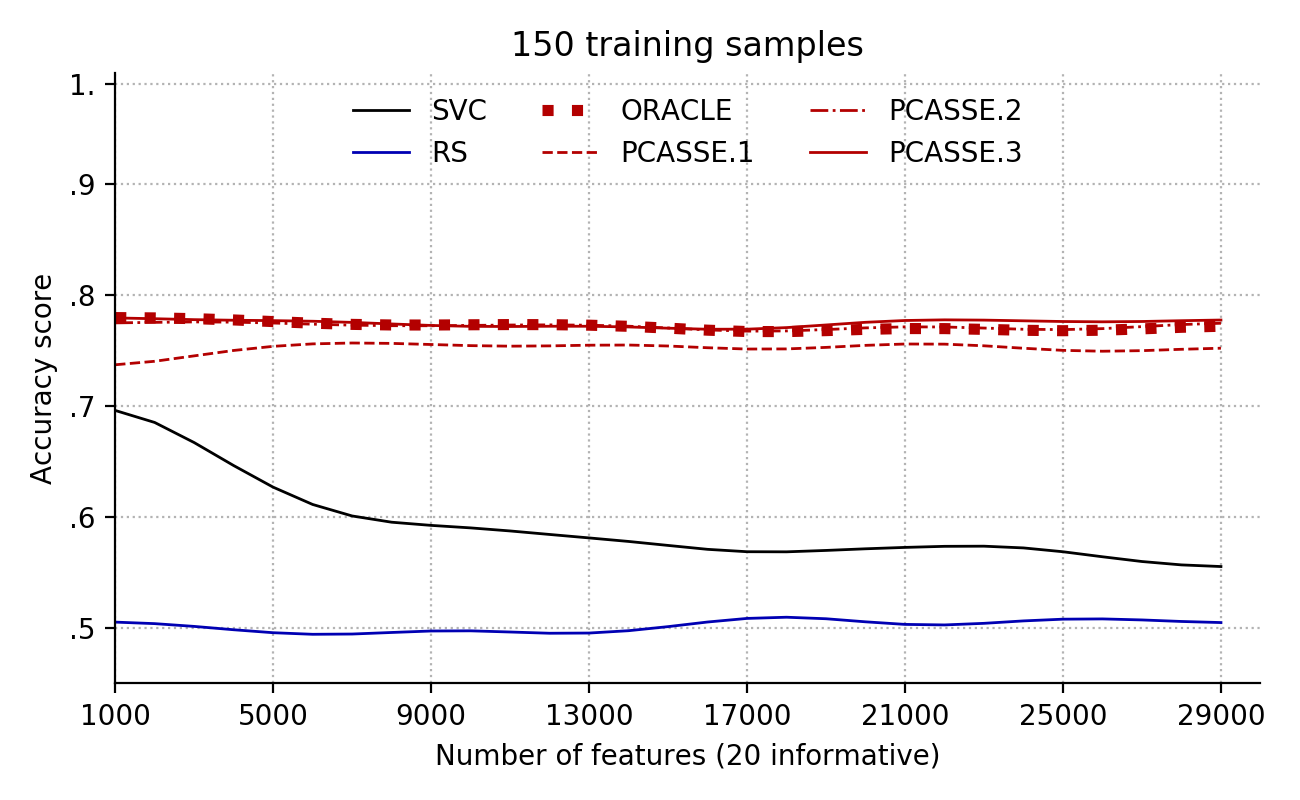 150 training samples
SVC ORACLE PCASSE.2
RS PCASSE.1 PCASSE.3
1.
.9
.8
.7
.6
.5
Accuracy score
1000 5000 9000 13000 17000 21000 25000 29000
Number of features (20 informative)